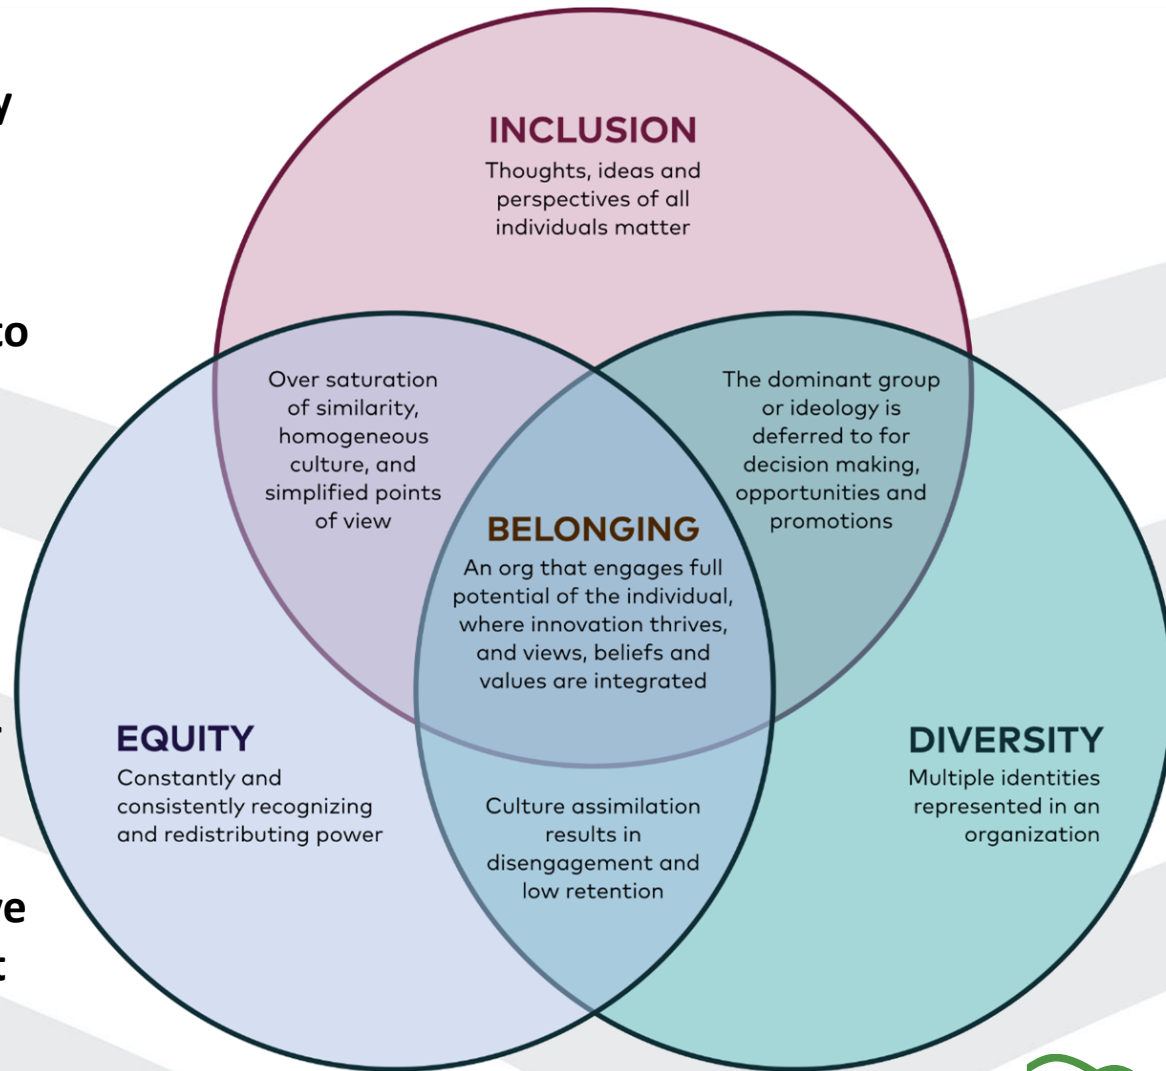 INCLUSION
Thoughts, ideas and
perspectives of all
individuals matter
to
Over saturation
of similarity,
homogeneous
culture, and
simplified points
of view
The dominant group
or ideology is
deferred to for
decision making,
opportunities and
promotions
BELONGING
An org that engages full
potential of the individual,
where innovation thrives,
and views, beliefs and
values are integrated
EQUITY
Constantly and
consistently recognizing
and redistributing power
DIVERSITY
Multiple identities
represented in an
organization
Culture assimilation
results in
disengagement and
low retention